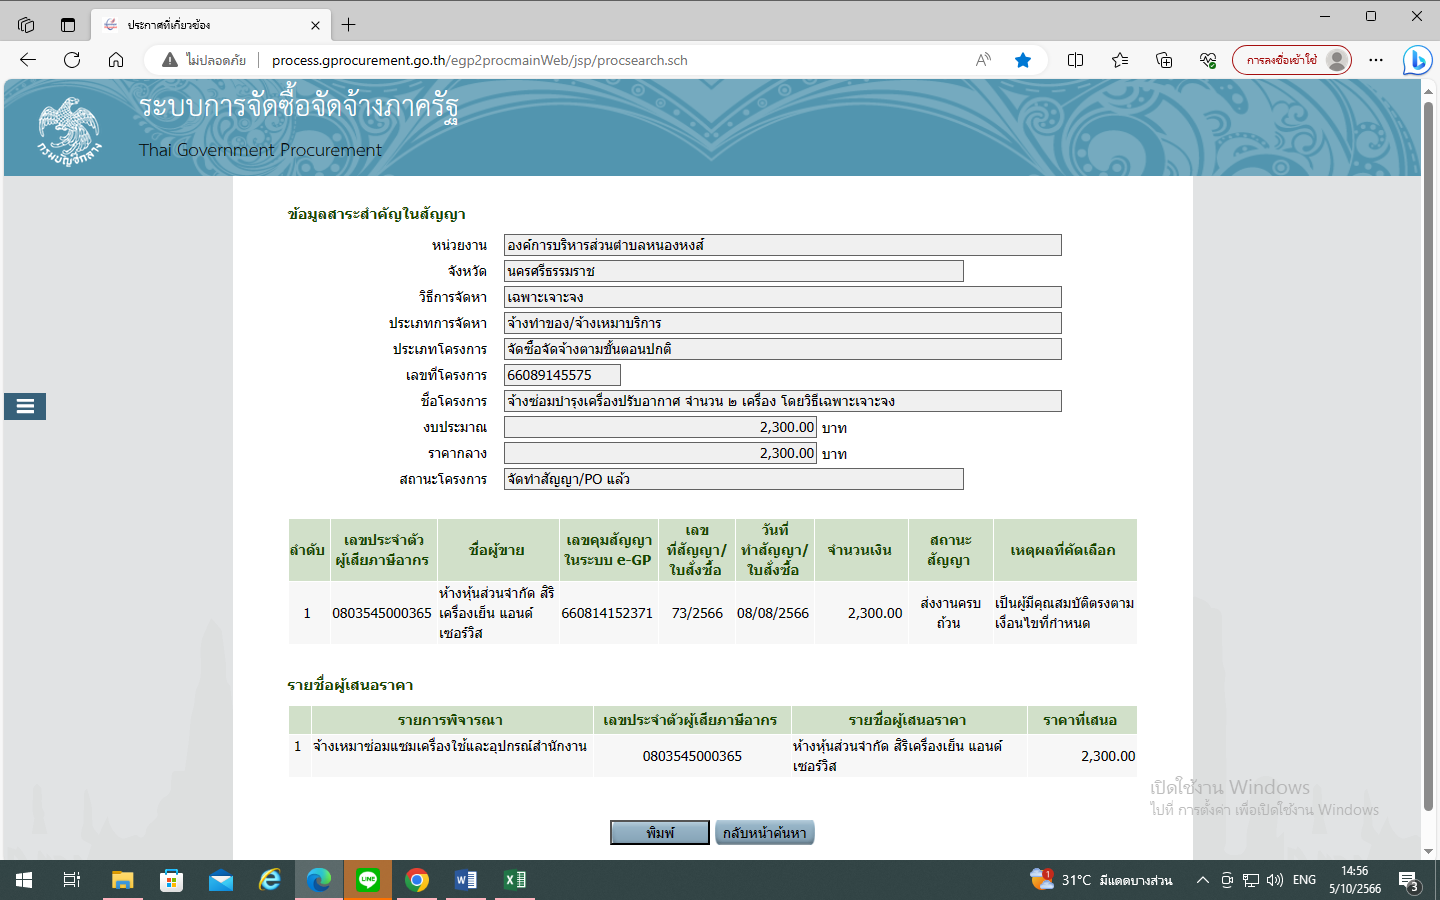 ประกาศที่เกี่ยวข้อง
ไม่ปลอดภัย
process.gprocurement.go.th/egp2procmainWeb/jsp/procsearch.sch
การลงชื่อเข้าใช้
กรมบัญชีกลาง
ระบบการจัดซื้อจัดจ้างภาครัฐ
Thai Government Procurement
ข้อมูลสาระสำคัญในสัญญา
หน่วยงาน องค์การบริหารส่วนตำบลหนองหงส์
จังหวัด นครศรีธรรมราช
วิธีการจัดหา เฉพาะเจาะจง
ประเภทการจัดหา จ้างทำของ/จ้างเหมาบริการ
ประเภทโครงการ จัดซื้อจัดจ้างตามขั้นตอนปกติ
เลขที่โครงการ 66089145575
ชื่อโครงการ จ้างซ่อมบำรุงเครื่องปรับอากาศ จำนวน ๒ เครื่อง โดยวิธีเฉพาะเจาะจง
งบประมาณ 2,300.00 บาท
ราคากลาง 2,300.00 บาท
สถานะโครงการ จัดทำสัญญา/PO แล้ว
ลำดับ เลขประจำตัวผู้เสียภาษีอากร ชื่อผู้ขาย เลขคุมสัญญาในระบบ e-GP เลขที่สัญญา/ใบสั่งซื้อ วันที่ทำสัญญา/ใบสั่งซื้อ จำนวนเงิน สถานะสัญญา เหตุผลที่คัดเลือก
1 0803545000365 ห้างหุ้นส่วนจำกัด สิริเครื่องเย็น แอนด์ เซอร์วิส 660814152371 73/2566 08/08/2566 2,300.00 ส่งงานครบถ้วน เป็นผู้มีคุณสมบัติตรงตามเงื่อนไขที่กำหนด
รายชื่อผู้เสนอราคา
รายการพิจารณา เลขประจำตัวผู้เสียภาษีอากร รายชื่อผู้เสนอราคา ราคาที่เสนอ
1 จ้างเหมาซ่อมแซมเครื่องใช้และอุปกรณ์สำนักงาน 0803545000365 ห้างหุ้นส่วนจำกัด สิริเครื่องเย็น แอนด์ เซอร์วิส 2,300.00
เปิดใช้งาน Windows
ไปที่ การตั้งค่า เพื่อเปิดใช้งาน Windows
พิมพ์ กลับหน้าค้นหา
1 31°C มีแดดบางส่วน ENG 14:56
5/10/2566 3